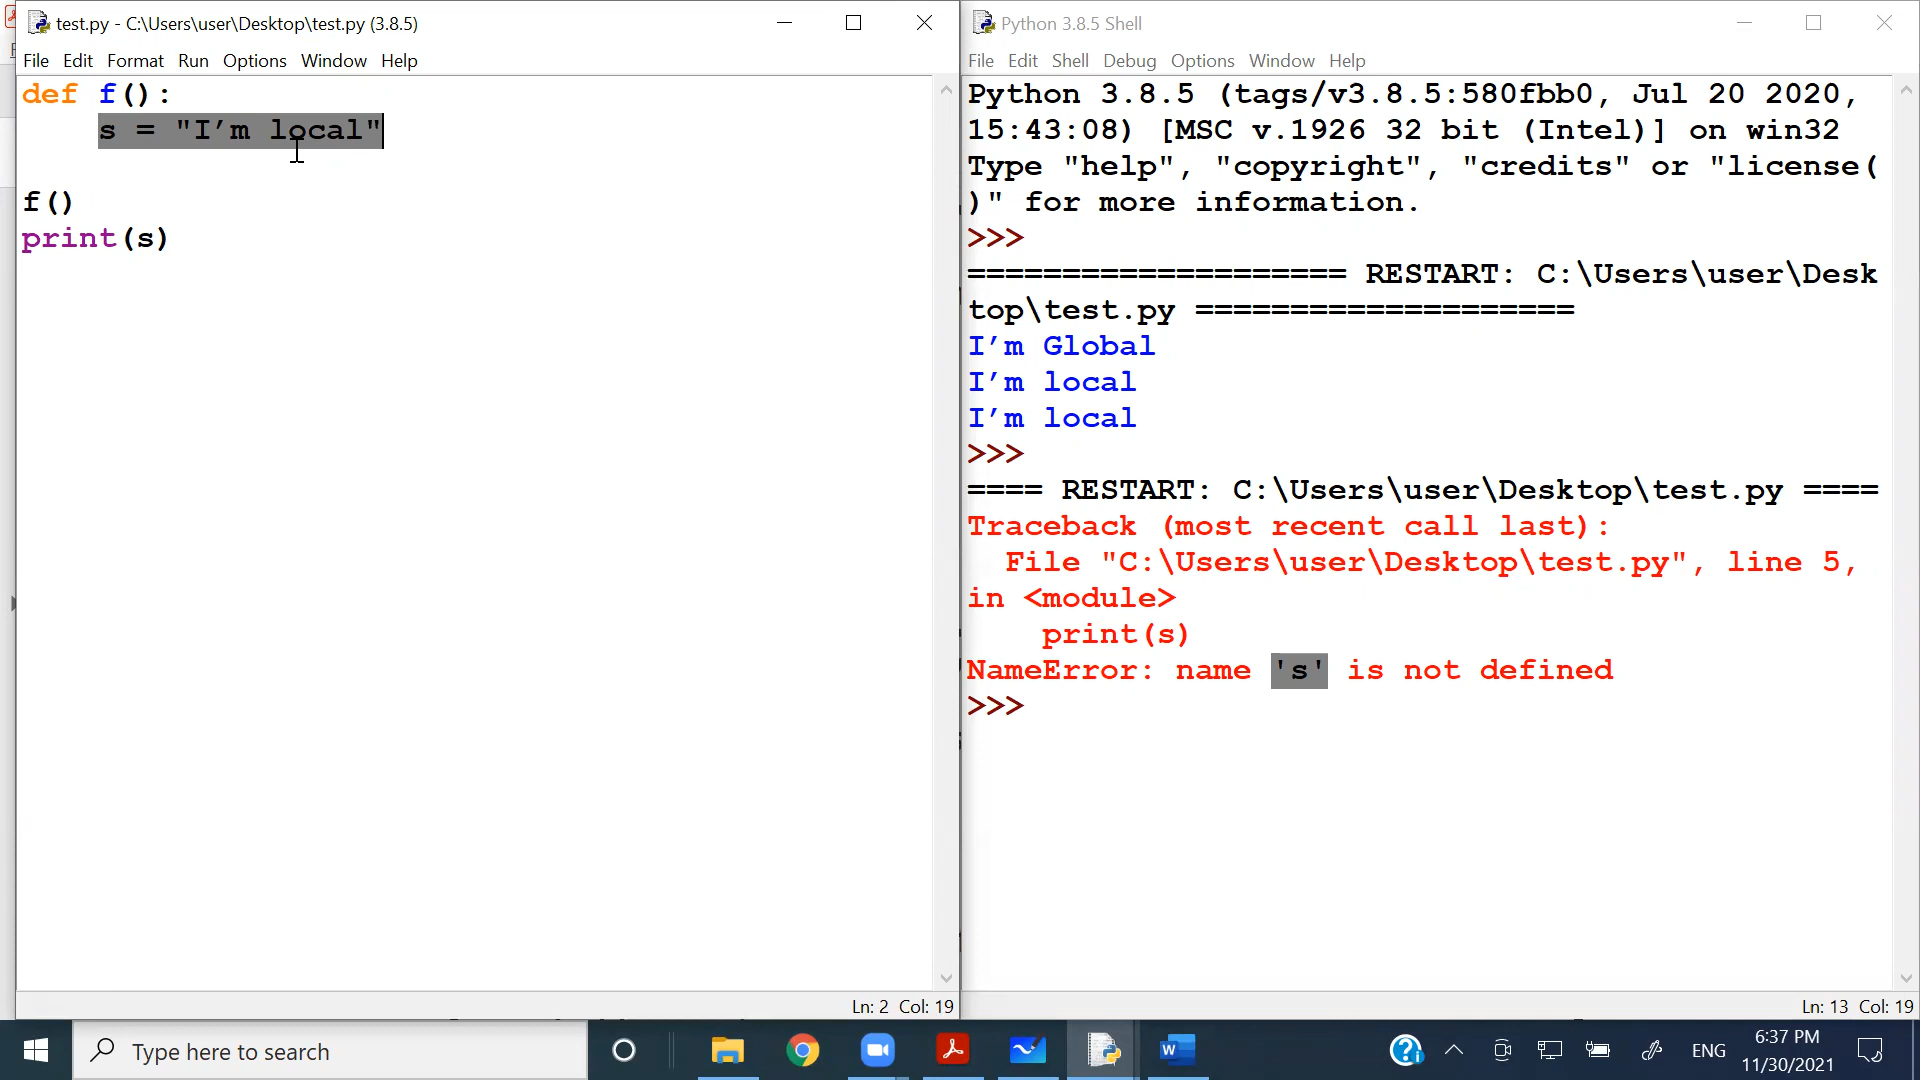 test.py - C:\Users\user\Desktop\test.py (3.8.5)
File Edit Format Run Options Window Help
def f():
    s = "I’m local"
f()
print(s)
Ln: 2 Col: 19
Python 3.8.5 Shell
File Edit Shell Debug Options Window Help
Python 3.8.5 (tags/v3.8.5:580fbb0, Jul 20 2020,
15:43:08) [MSC v.1926 32 bit (Intel)] on win32
Type "help", "copyright", "credits" or "license(
)" for more information.
>>>
==================== RESTART: C:\Users\user\Desk
top\test.py ====================
I’m Global
I’m local
I’m local
>>>
==== RESTART: C:\Users\user\Desktop\test.py ====
Traceback (most recent call last):
  File "C:\Users\user\Desktop\test.py", line 5,
in <module>
    print(s)
NameError: name 's' is not defined
>>>
Ln: 13 Col: 19
Type here to search
W
ENG
6:37 PM
11/30/2021